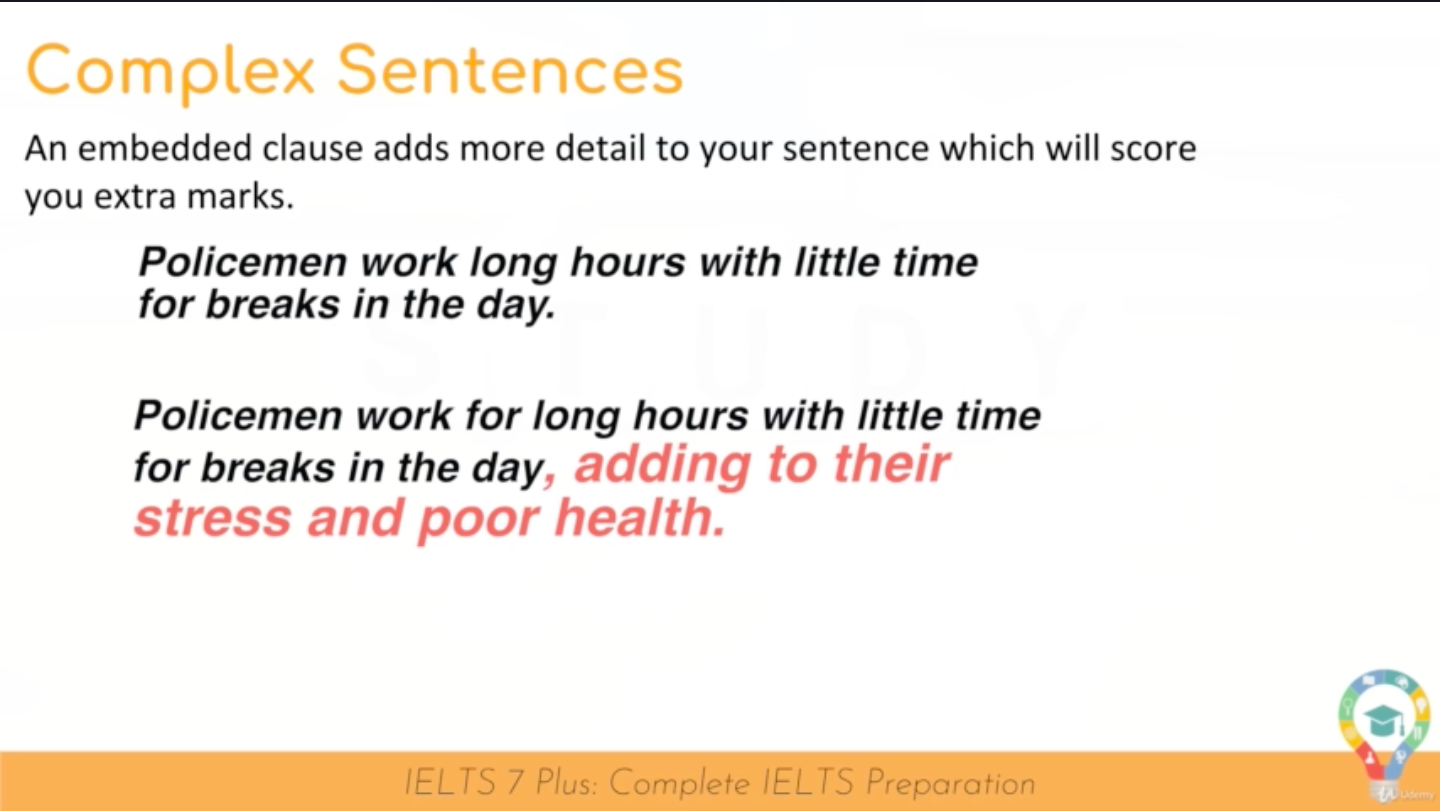 Complex Sentences
An embedded clause adds more detail to your sentence which will score
you extra marks.
Policemen work long hours with little time
for breaks in the day.
STUDY
Policemen work for long hours with little time
for breaks in the day, adding to their
stress and poor health.
IELTS 7 Plus: Complete IELTS Preparation
Udemy